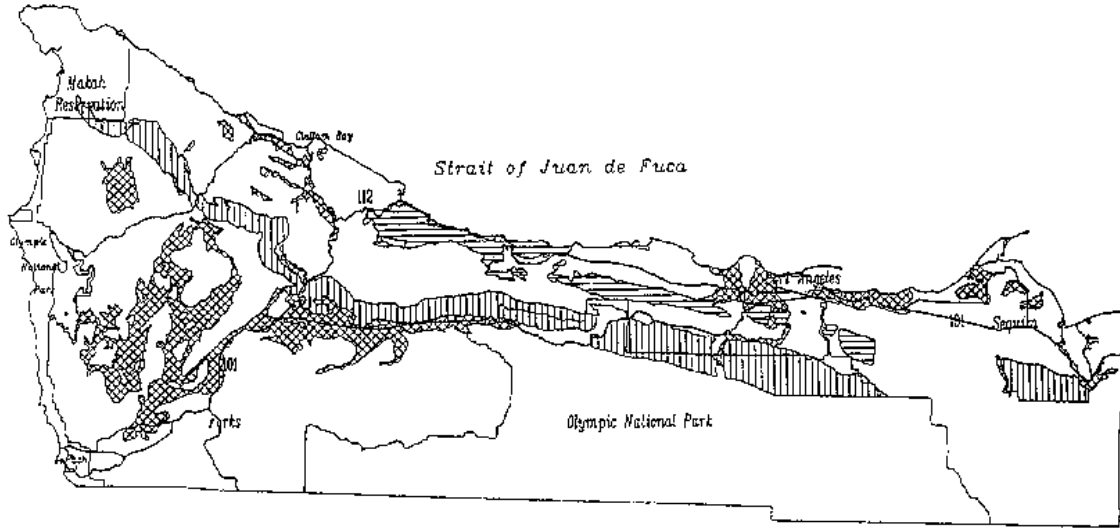 Makah
Reservation
Clallam Bay
Strait of Juan de Fuca
112
Olympic
National
Park
Angeles
101
Sequim
101
Forks
Olympic National Park